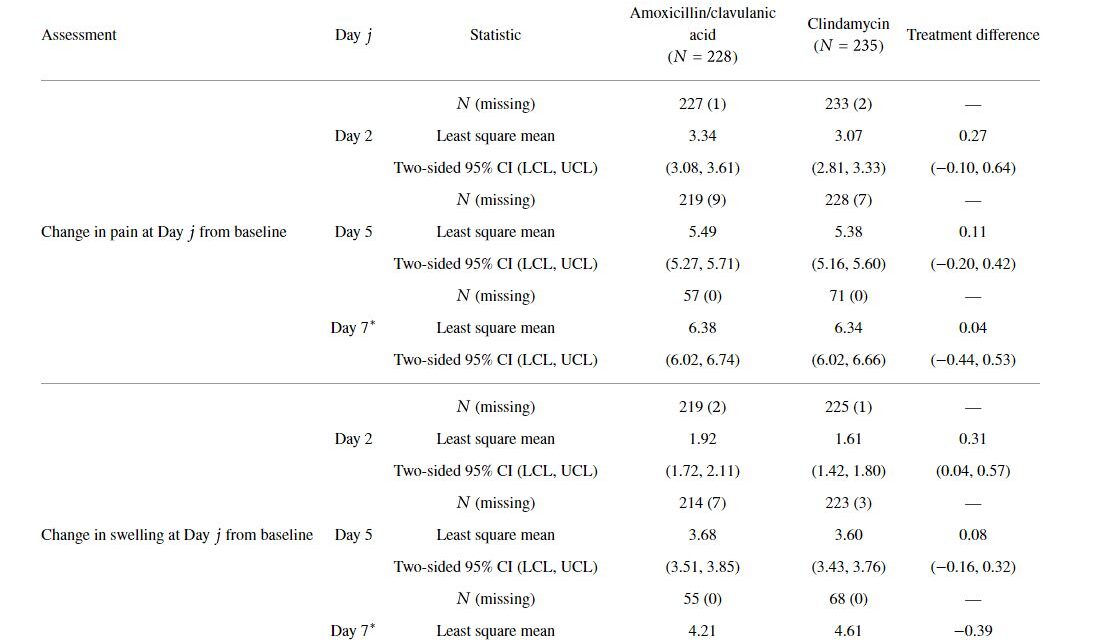 Assessment Day j Statistic Amoxicillin/clavulanic acid (N = 228) Clindamycin (N = 235) Treatment difference
N (missing) 227 (1) 233 (2) —
Day 2 Least square mean 3.34 3.07 0.27
Two-sided 95% CI (LCL, UCL) (3.08, 3.61) (2.81, 3.33) (−0.10, 0.64)
N (missing) 219 (9) 228 (7) —
Change in pain at Day j from baseline Day 5 Least square mean 5.49 5.38 0.11
Two-sided 95% CI (LCL, UCL) (5.27, 5.71) (5.16, 5.60) (−0.20, 0.42)
N (missing) 57 (0) 71 (0) —
Day 7* Least square mean 6.38 6.34 0.04
Two-sided 95% CI (LCL, UCL) (6.02, 6.74) (6.02, 6.66) (−0.44, 0.53)
N (missing) 219 (2) 225 (1) —
Day 2 Least square mean 1.92 1.61 0.31
Two-sided 95% CI (LCL, UCL) (1.72, 2.11) (1.42, 1.80) (0.04, 0.57)
N (missing) 214 (7) 223 (3) —
Change in swelling at Day j from baseline Day 5 Least square mean 3.68 3.60 0.08
Two-sided 95% CI (LCL, UCL) (3.51, 3.85) (3.43, 3.76) (−0.16, 0.32)
N (missing) 55 (0) 68 (0) —
Day 7* Least square mean 4.21 4.61 −0.39